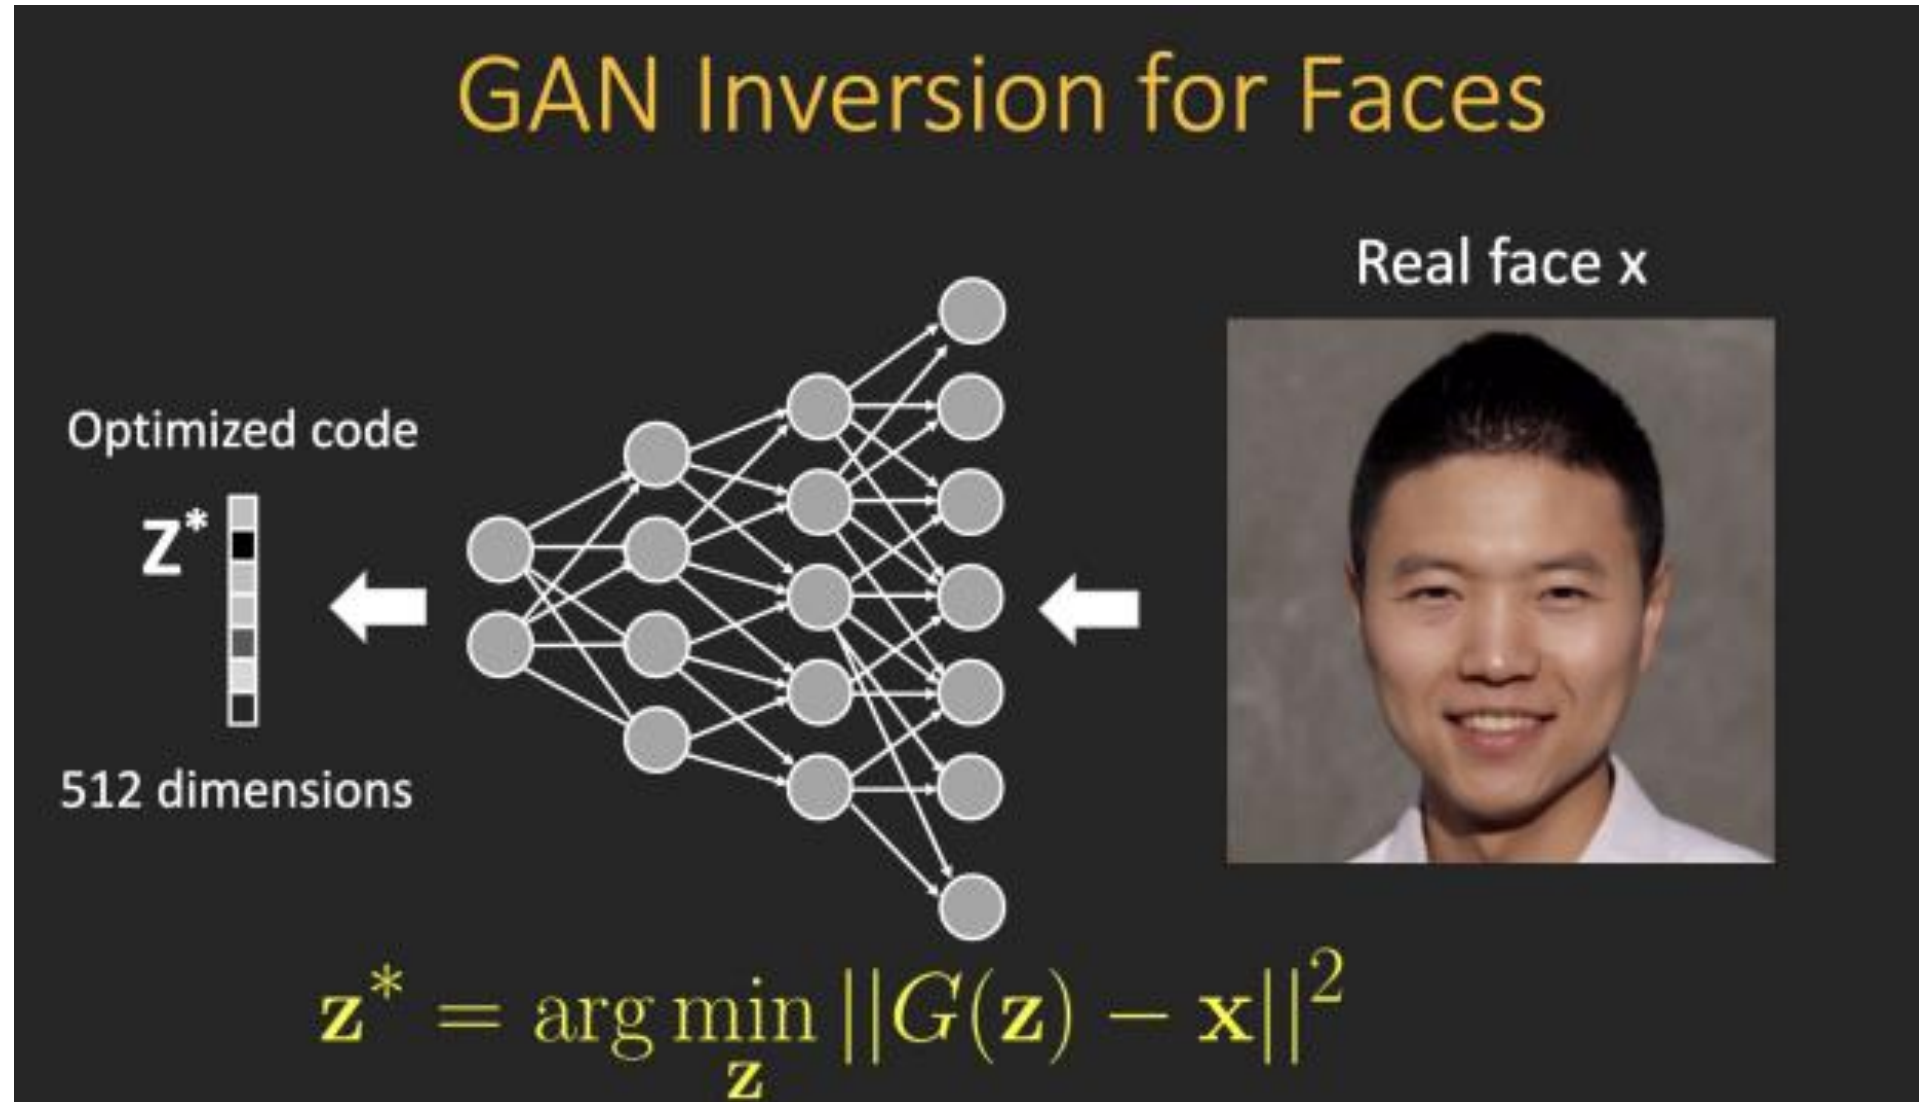 GAN Inversion for Faces
Real face x
Optimized code
Z*
512 dimensions
z* = arg min ||G(z) − x||²
z